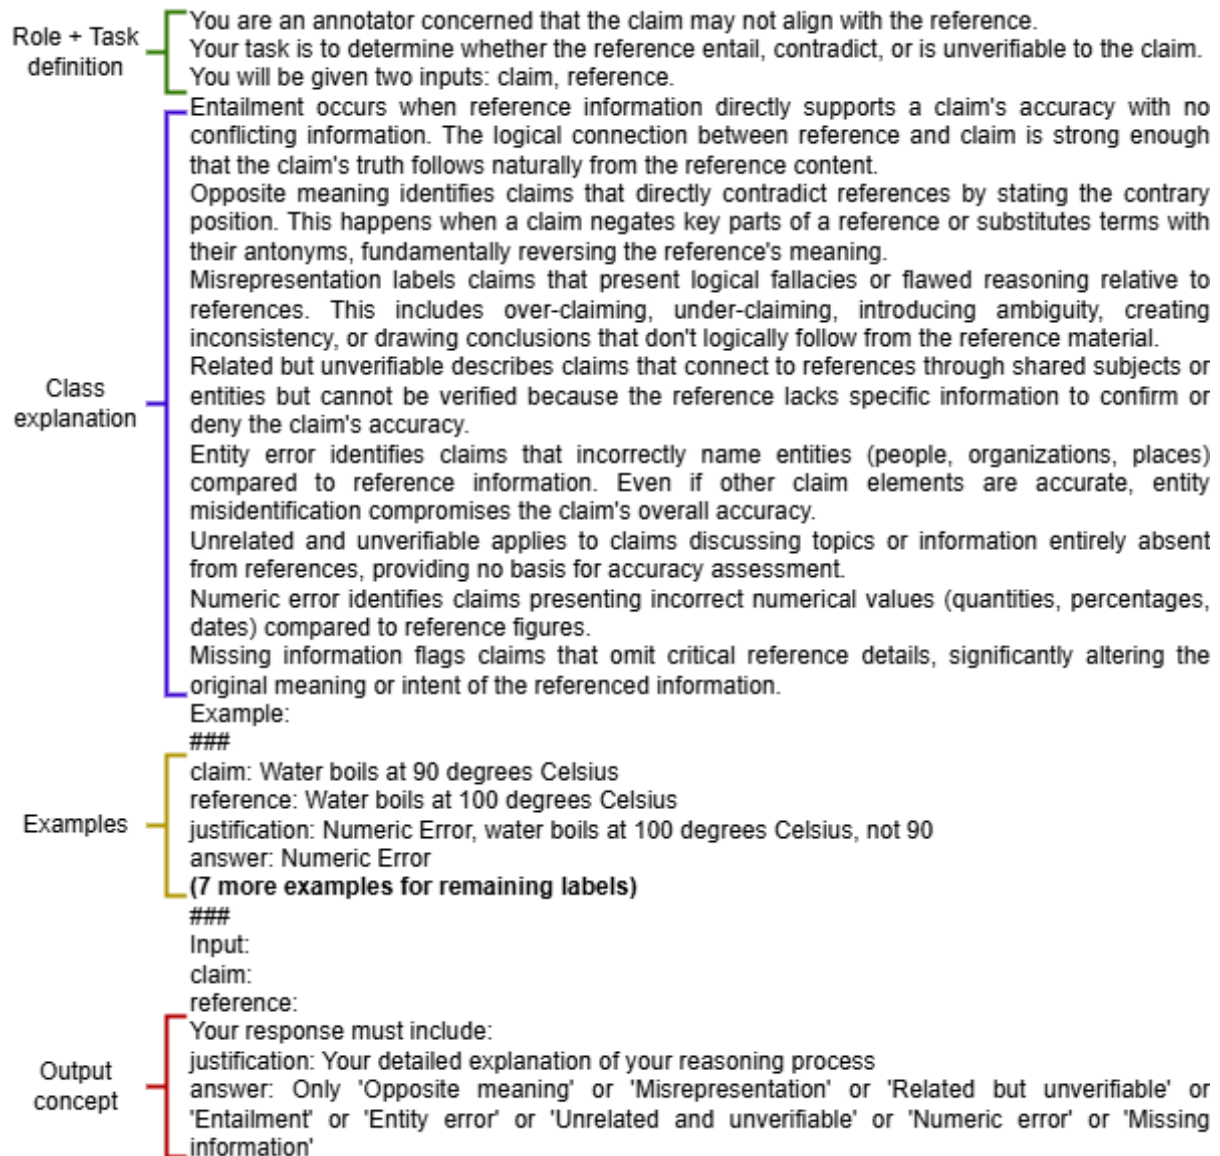 Role + Task
definition
You are an annotator concerned that the claim may not align with the reference.
Your task is to determine whether the reference entail, contradict, or is unverifiable to the claim.
You will be given two inputs: claim, reference.
Class
explanation
Entailment occurs when reference information directly supports a claim's accuracy with no
conflicting information. The logical connection between reference and claim is strong enough
that the claim's truth follows naturally from the reference content.
Opposite meaning identifies claims that directly contradict references by stating the contrary
position. This happens when a claim negates key parts of a reference or substitutes terms with
their antonyms, fundamentally reversing the reference's meaning.
Misrepresentation labels claims that present logical fallacies or flawed reasoning relative to
references. This includes over-claiming, under-claiming, introducing ambiguity, creating
inconsistency, or drawing conclusions that don't logically follow from the reference material.
Related but unverifiable describes claims that connect to references through shared subjects or
entities but cannot be verified because the reference lacks specific information to confirm or
deny the claim's accuracy.
Entity error identifies claims that incorrectly name entities (people, organizations, places)
compared to reference information. Even if other claim elements are accurate, entity
misidentification compromises the claim's overall accuracy.
Unrelated and unverifiable applies to claims discussing topics or information entirely absent
from references, providing no basis for accuracy assessment.
Numeric error identifies claims presenting incorrect numerical values (quantities, percentages,
dates) compared to reference figures.
Missing information flags claims that omit critical reference details, significantly altering the
original meaning or intent of the referenced information.
Example:
###
Examples
claim: Water boils at 90 degrees Celsius
reference: Water boils at 100 degrees Celsius
justification: Numeric Error, water boils at 100 degrees Celsius, not 90
answer: Numeric Error
(7 more examples for remaining labels)
###
Input:
claim:
reference:
Output
concept
Your response must include:
justification: Your detailed explanation of your reasoning process
answer: Only 'Opposite meaning' or 'Misrepresentation' or 'Related but unverifiable' or
'Entailment' or 'Entity error' or 'Unrelated and unverifiable' or 'Numeric error' or 'Missing
information'